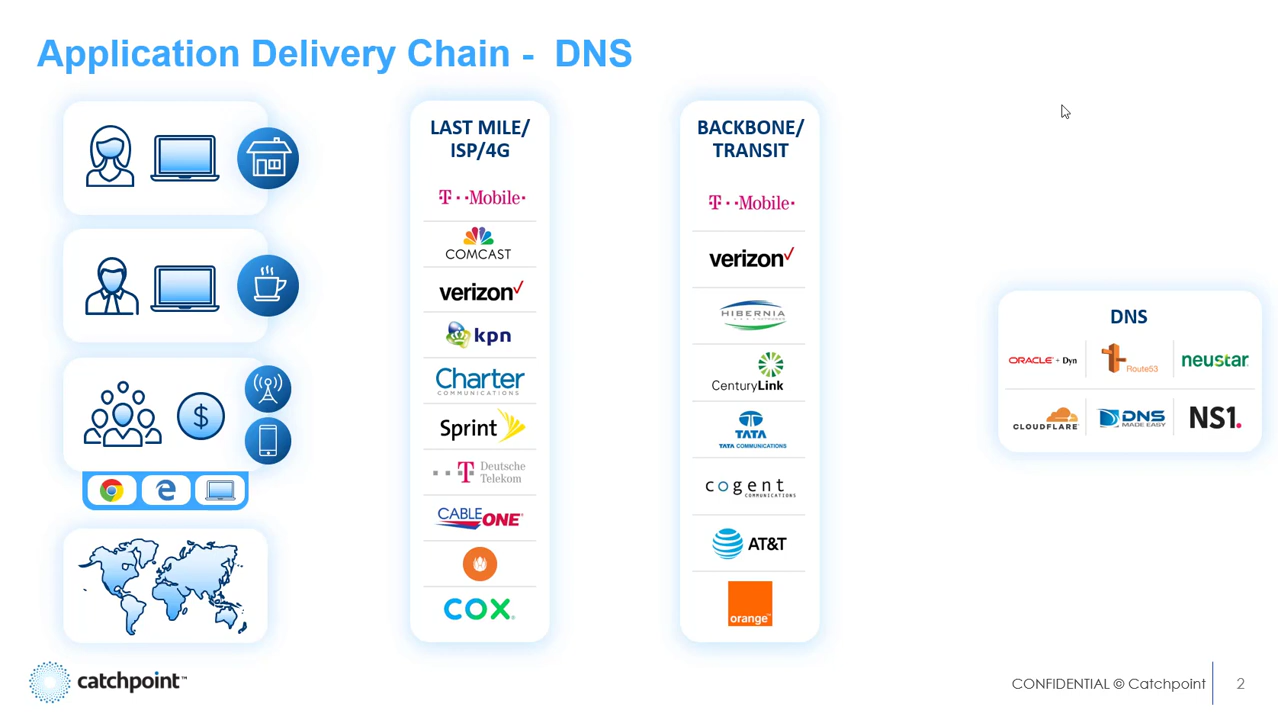 Application Delivery Chain -  DNS
$
LAST MILE/
ISP/4G
T··Mobile·
COMCAST
verizon✓
kpn
Charter
COMMUNICATIONS
Sprint
Deutsche
Telekom
CABLE ONE®
COX®
BACKBONE/
TRANSIT
T··Mobile·
verizon✓
HIBERNIA
CenturyLink
TATA
TATA COMMUNICATIONS
cogent
COMMUNICATIONS
AT&T
orange™
DNS
ORACLE® + Dyn
Route53
neustar®
CLOUDFLARE®
DNS
MADE EASY
NS1.
catchpoint™
CONFIDENTIAL © Catchpoint
2